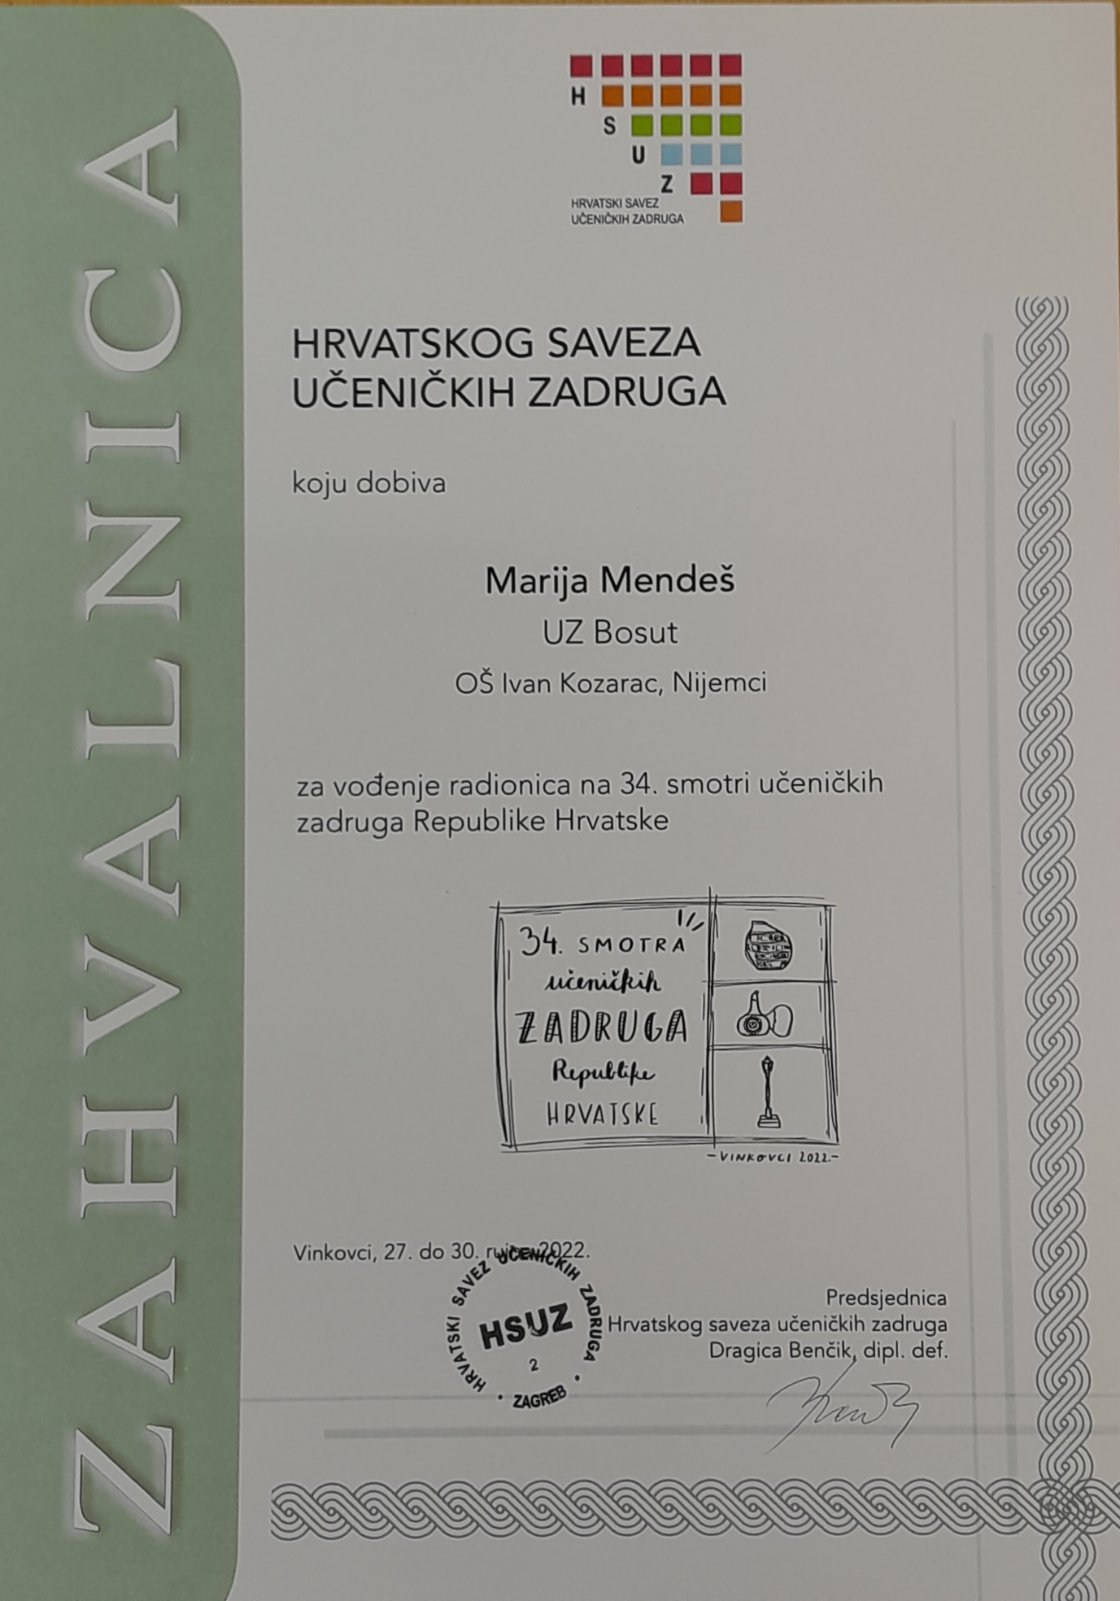 ZAHVALNICA
H
S
U
Z
HRVATSKI SAVEZ
UČENIČKIH ZADRUGA
HRVATSKOG SAVEZA
UČENIČKIH ZADRUGA
koju dobiva
Marija Mendeš
UZ Bosut
OŠ Ivan Kozarac, Nijemci
za vođenje radionica na 34. smotri učeničkih
zadruga Republike Hrvatske
34. SMOTRA
učeničkih
ZADRUGA
Republike
HRVATSKE
-VINKOVCI 2022.-
Vinkovci, 27. do 30. rujna 2022.
HRVATSKI SAVEZ UČENIČKIH ZADRUGA
HSUZ
2
• ZAGREB •
Predsjednica
Hrvatskog saveza učeničkih zadruga
Dragica Benčik, dipl. def.